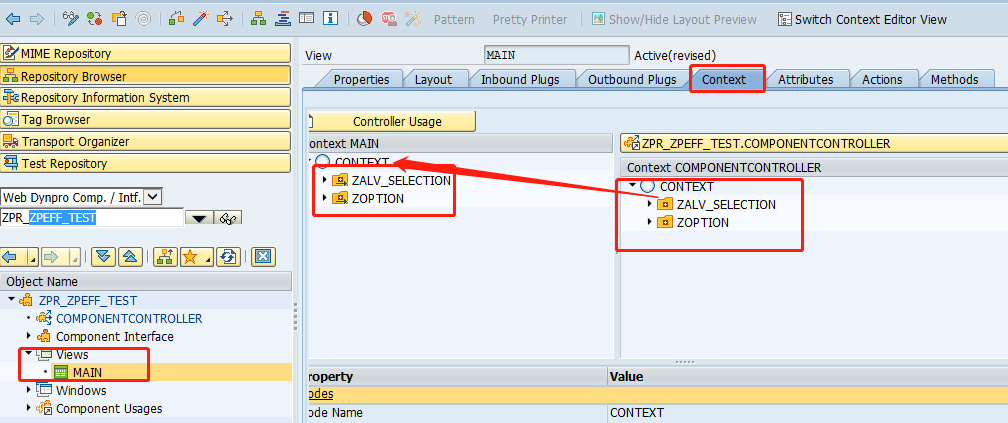 Pattern Pretty Printer Show/Hide Layout Preview Switch Context Editor View
MIME Repository
Repository Browser
Repository Information System
Tag Browser
Transport Organizer
Test Repository
Web Dynpro Comp. / Intf.
ZPR_ZPEFF_TEST
Object Name
ZPR_ZPEFF_TEST
COMPONENTCONTROLLER
Component Interface
Views
MAIN
Windows
Component Usages
View MAIN Active(revised)
Properties Layout Inbound Plugs Outbound Plugs Context Attributes Actions Methods
Controller Usage
ontext MAIN
CONTEXT
ZALV_SELECTION
ZOPTION
ZPR_ZPEFF_TEST.COMPONENTCONTROLLER
Context COMPONENTCONTROLLER
CONTEXT
ZALV_SELECTION
ZOPTION
roperty Value
odes
ode Name CONTEXT